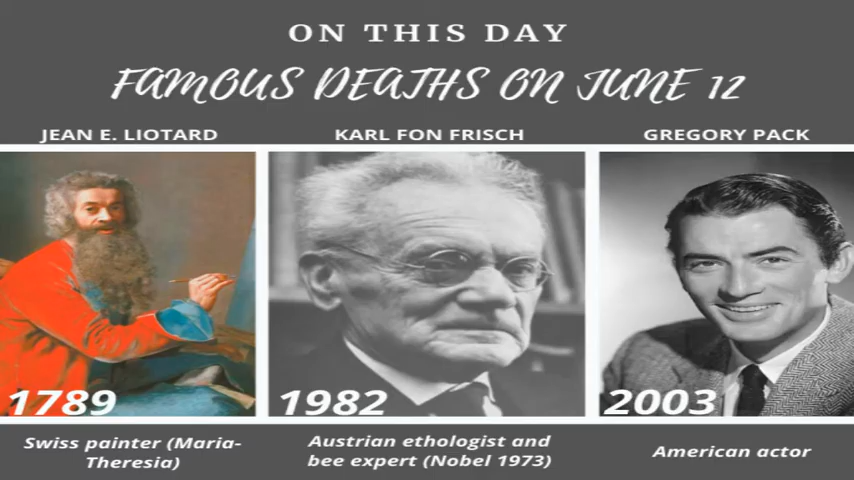 ON THIS DAY
FAMOUS DEATHS ON JUNE 12
JEAN E. LIOTARD
KARL FON FRISCH
GREGORY PACK
1789
1982
2003
Swiss painter (Maria-
Theresia)
Austrian ethologist and
bee expert (Nobel 1973)
American actor